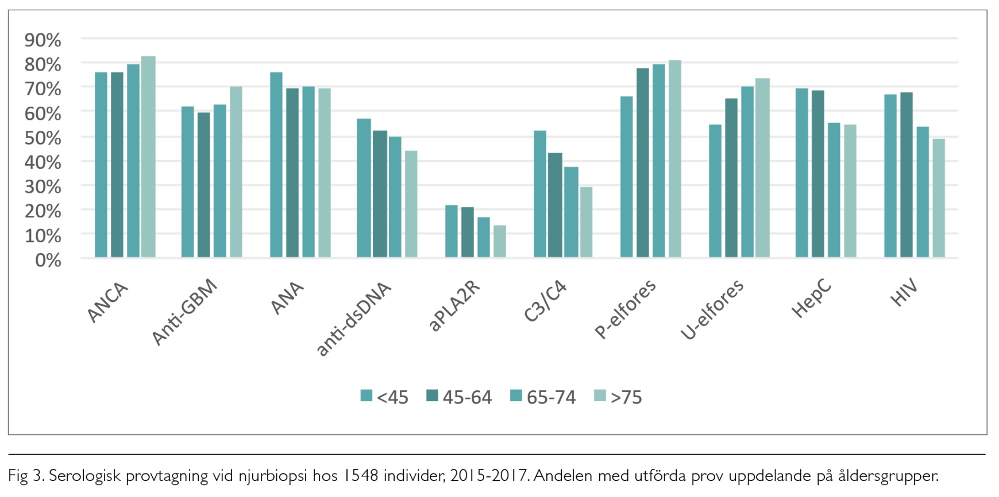 90%
80%
70%
60%
50%
40%
30%
20%
10%
0%
ANCA
Anti-GBM
ANA
anti-dsDNA
aPLA2R
C3/C4
P-elfores
U-elfores
HepC
HIV
<45 45-64 65-74 >75
Fig 3. Serologisk provtagning vid njurbiopsi hos 1548 individer, 2015-2017. Andelen med utförda prov uppdelande på åldersgrupper.